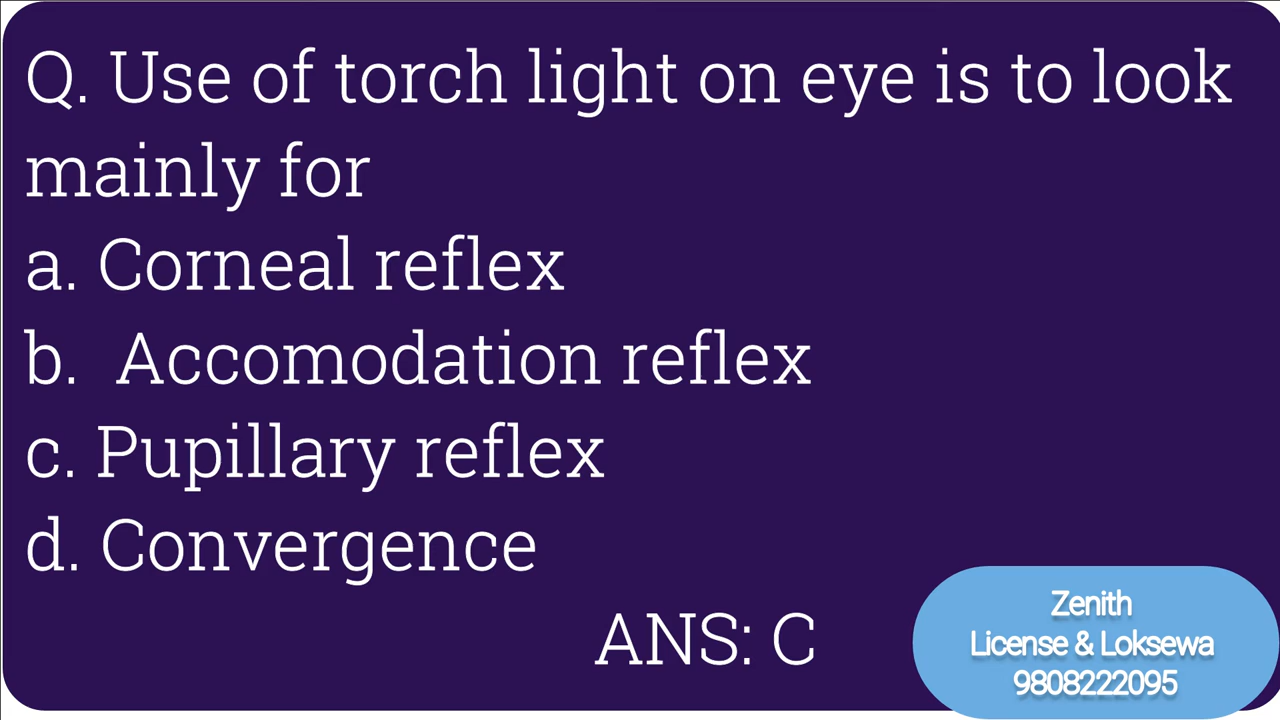 Q. Use of torch light on eye is to look
mainly for
a. Corneal reflex
b. Accomodation reflex
c. Pupillary reflex
d. Convergence
ANS: C
Zenith
License & Loksewa
9808222095